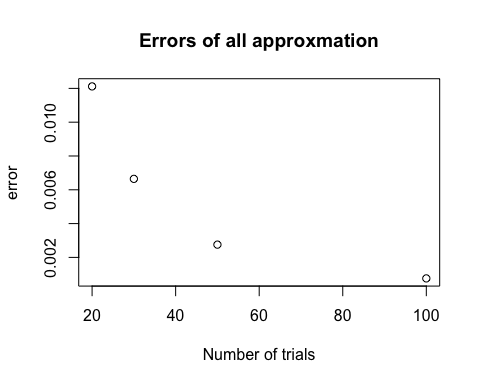 Errors of all approxmation
error
0.010
0.006
0.002
20 40 60 80 100
Number of trials